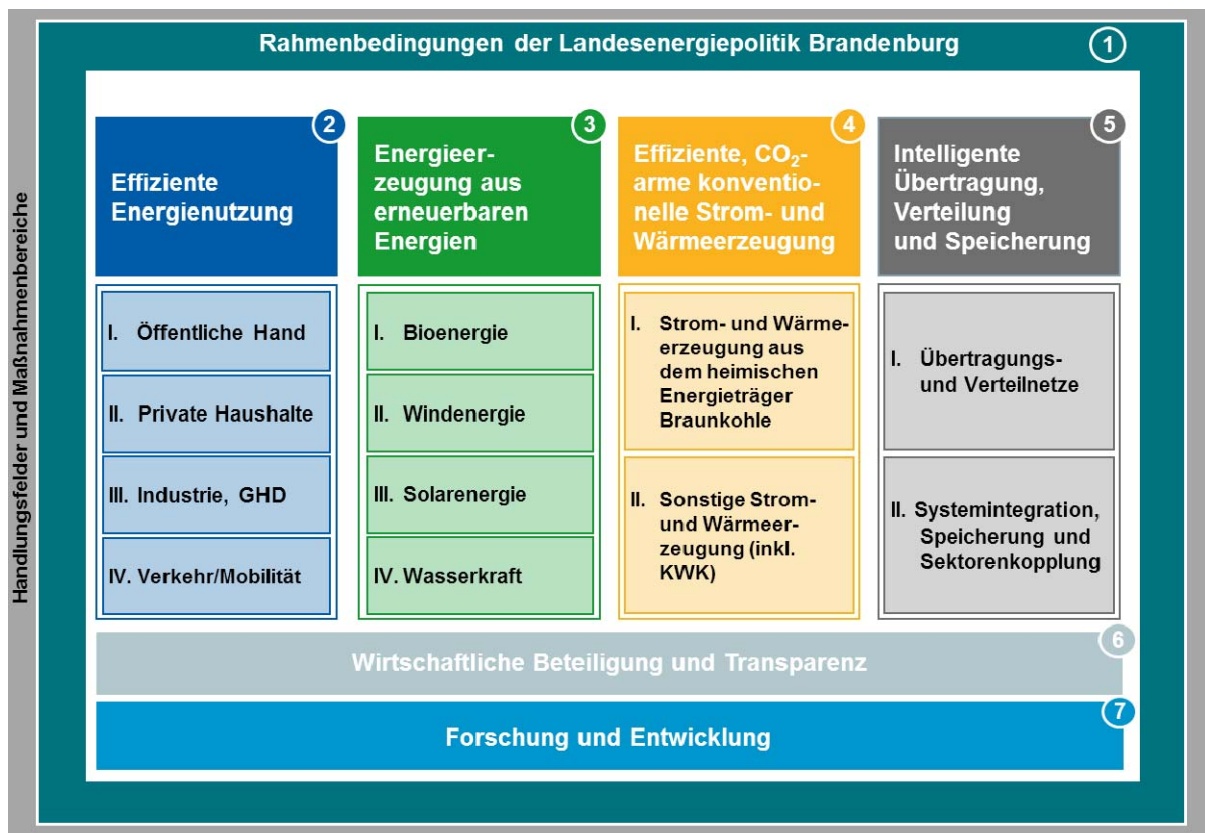 Rahmenbedingungen der Landesenergiepolitik Brandenburg
1
Handlungsfelder und Maßnahmenbereiche
2
Effiziente
Energienutzung
I. Öffentliche Hand
II. Private Haushalte
III. Industrie, GHD
IV. Verkehr/Mobilität
3
Energieer-
zeugung aus
erneuerbaren
Energien
I. Bioenergie
II. Windenergie
III. Solarenergie
IV. Wasserkraft
4
Effiziente, CO₂-
arme konventio-
nelle Strom- und
Wärmeerzeugung
I. Strom- und Wärme-
erzeugung aus
dem heimischen
Energieträger
Braunkohle
II. Sonstige Strom-
und Wärmeer-
zeugung (inkl.
KWK)
5
Intelligente
Übertragung,
Verteilung
und Speicherung
I. Übertragungs-
und Verteilnetze
II. Systemintegration,
Speicherung und
Sektorenkopplung
6
Wirtschaftliche Beteiligung und Transparenz
7
Forschung und Entwicklung